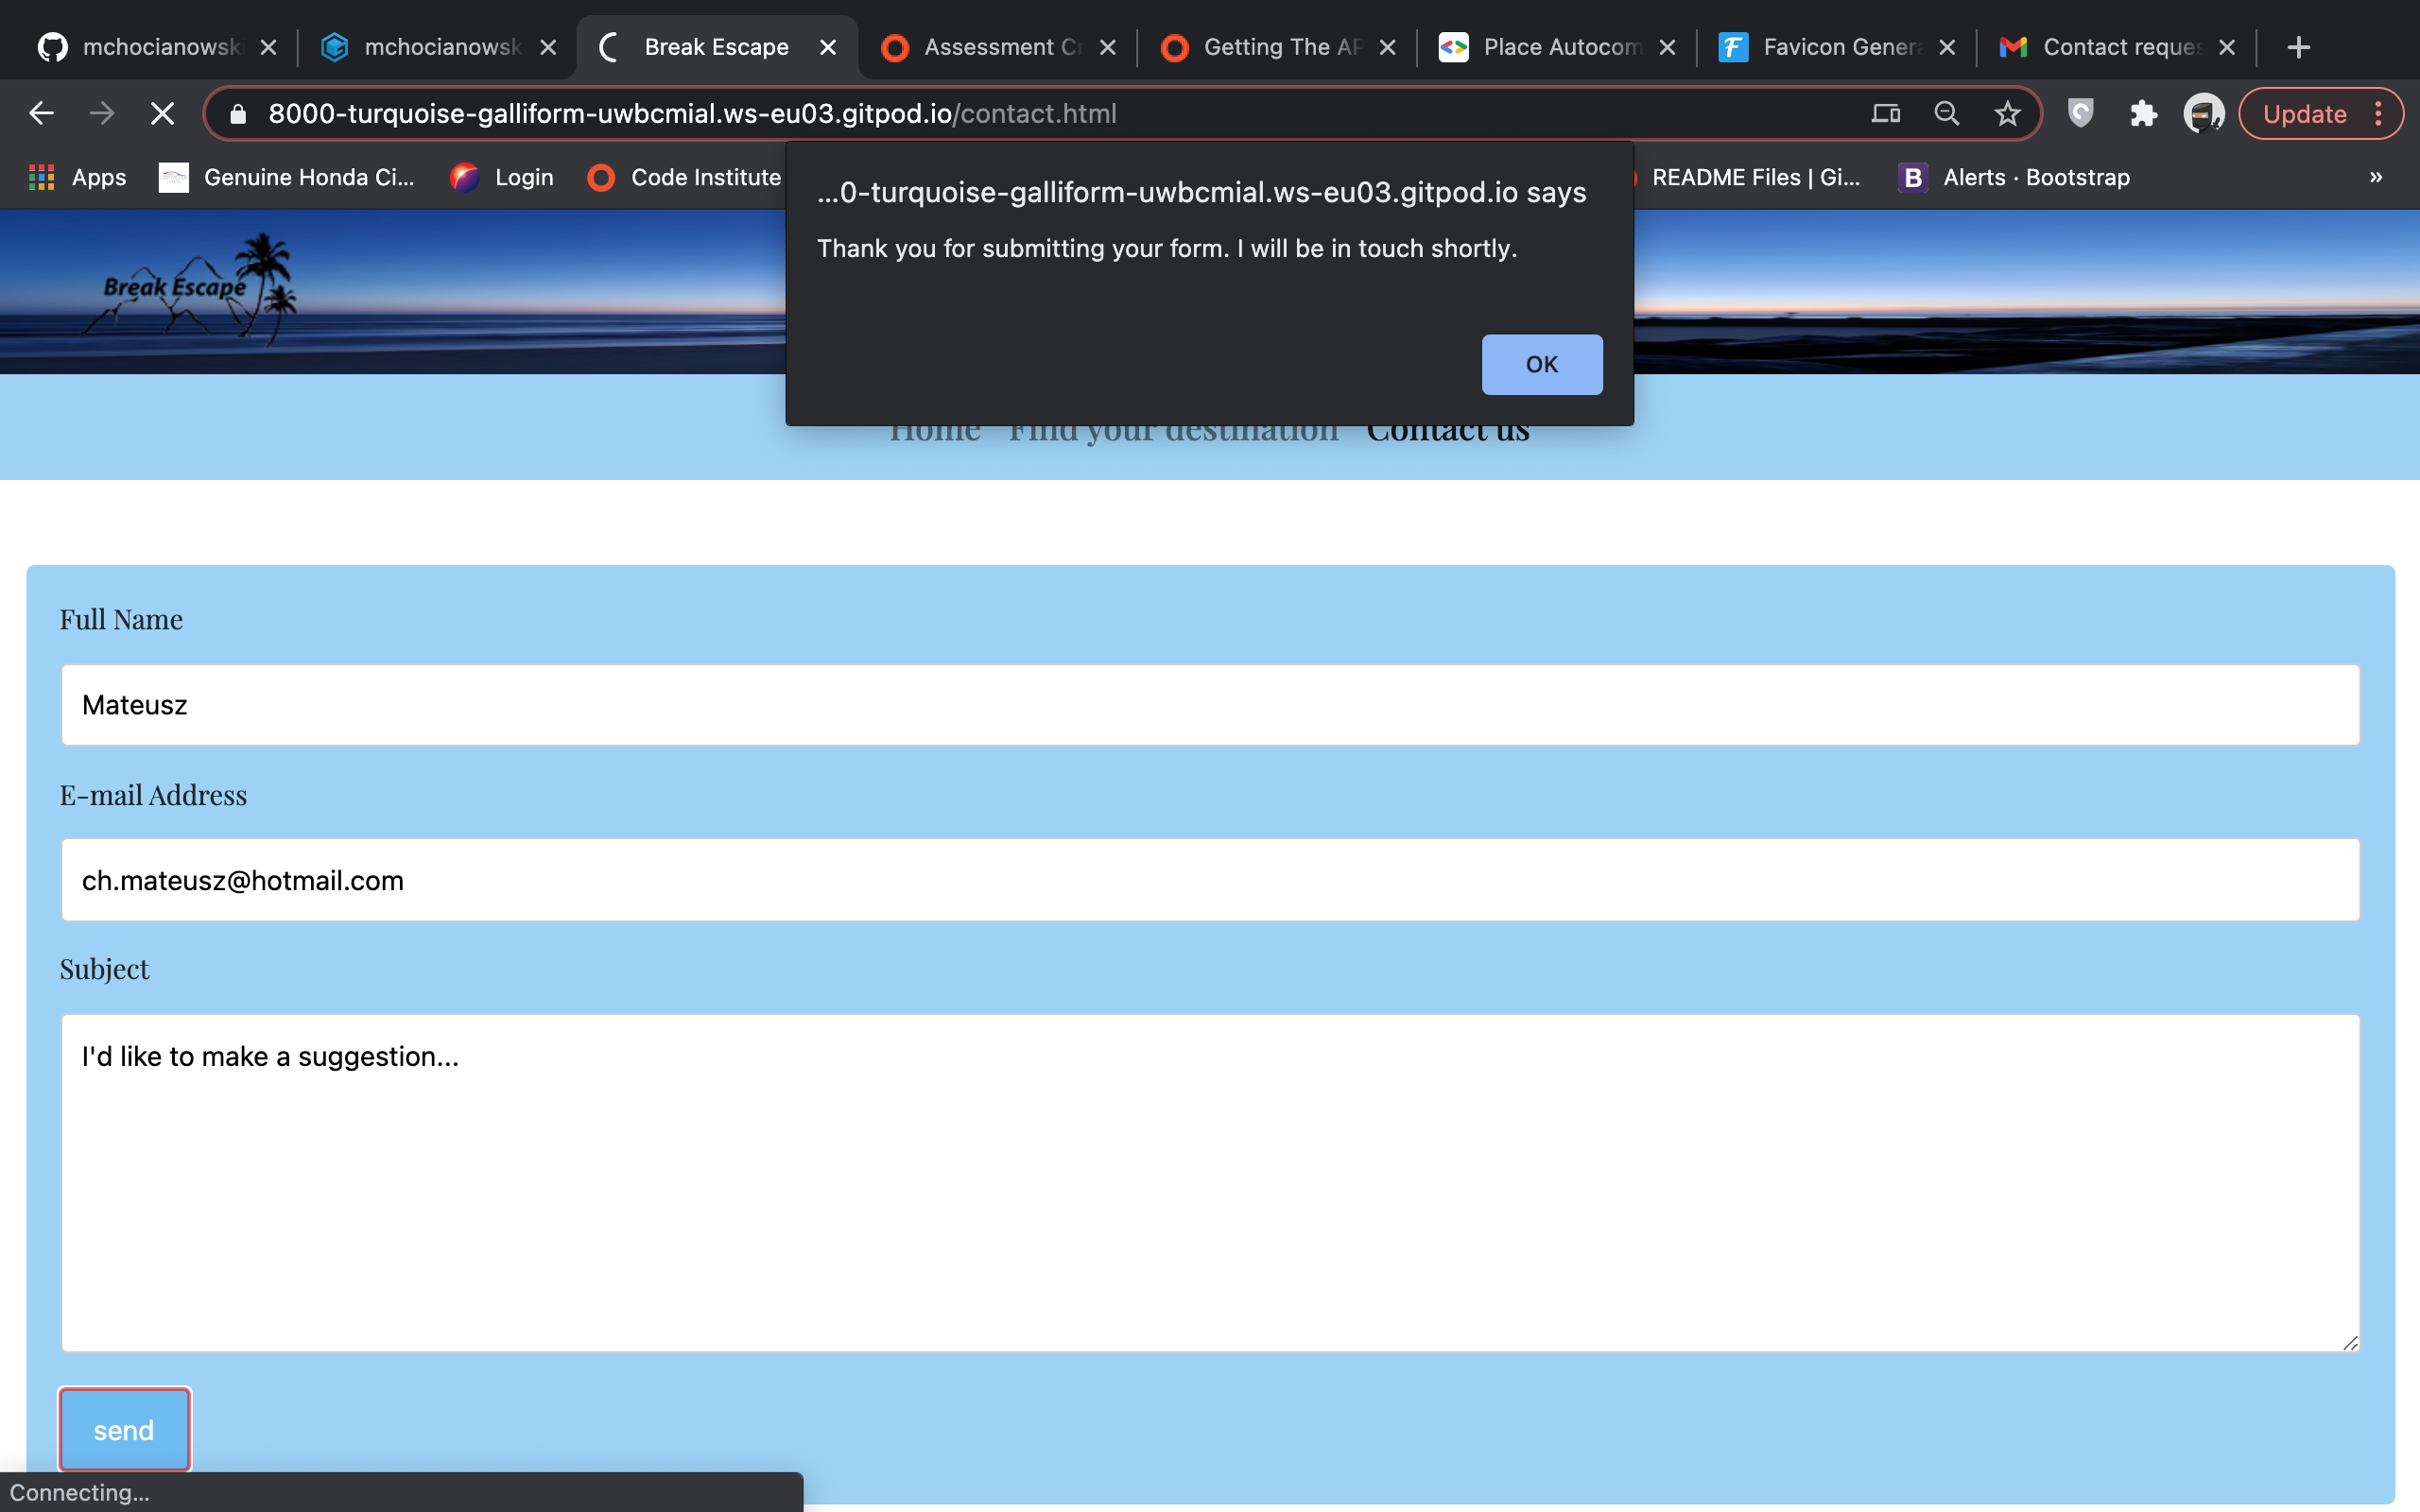 mchocianowski
mchocianowsk
Break Escape
Assessment Cr
Getting The AP
Place Autocom
Favicon Genera
Contact reques
8000-turquoise-galliform-uwbcmial.ws-eu03.gitpod.io/contact.html
Update
Apps
Genuine Honda Ci...
Login
Code Institute
README Files | Gi...
B
Alerts · Bootstrap
»
...0-turquoise-galliform-uwbcmial.ws-eu03.gitpod.io says
Thank you for submitting your form. I will be in touch shortly.
OK
Break Escape
Home Find your destination Contact us
Full Name
Mateusz
E-mail Address
ch.mateusz@hotmail.com
Subject
I'd like to make a suggestion...
send
Connecting...